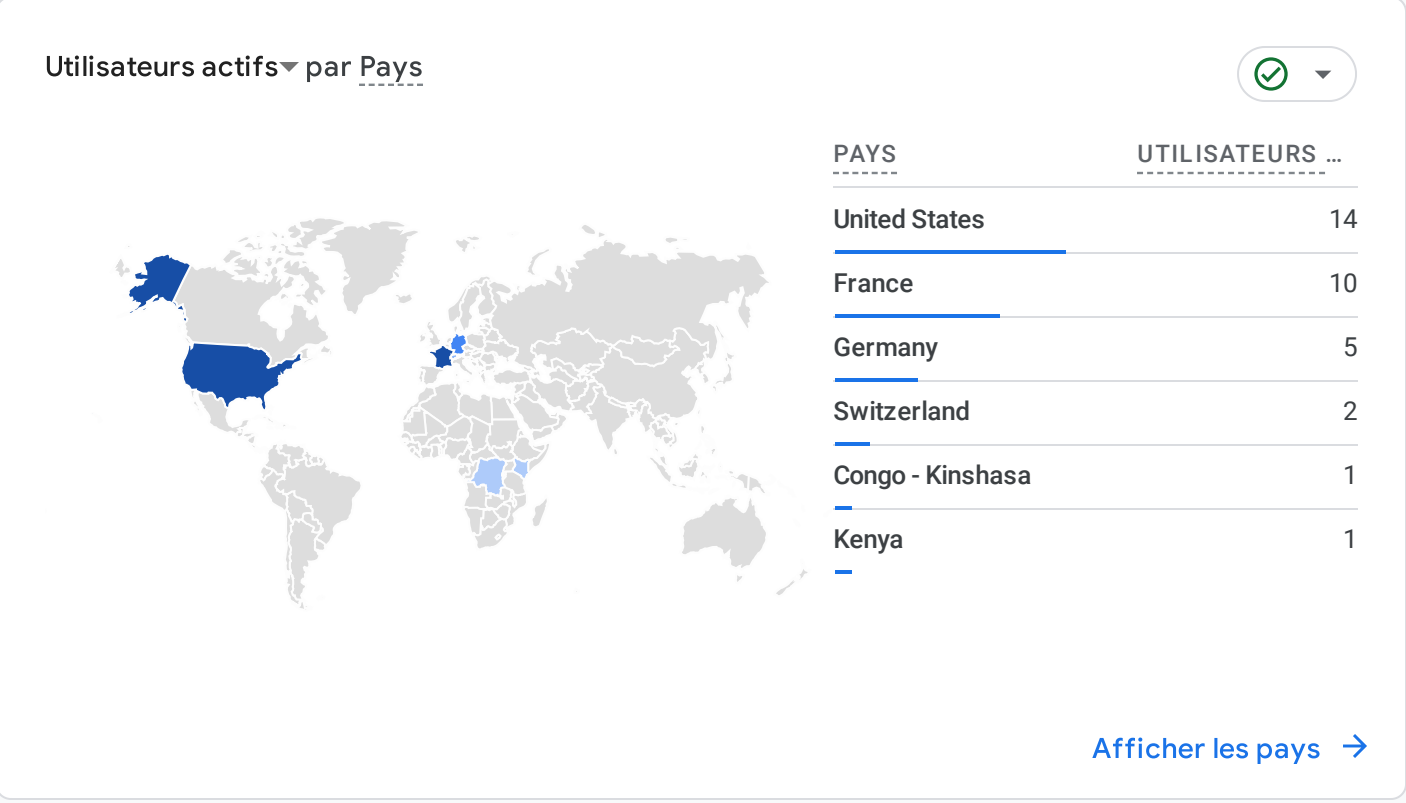 Utilisateurs actifs par Pays
PAYS UTILISATEURS ...
United States 14
France 10
Germany 5
Switzerland 2
Congo - Kinshasa 1
Kenya 1
Afficher les pays